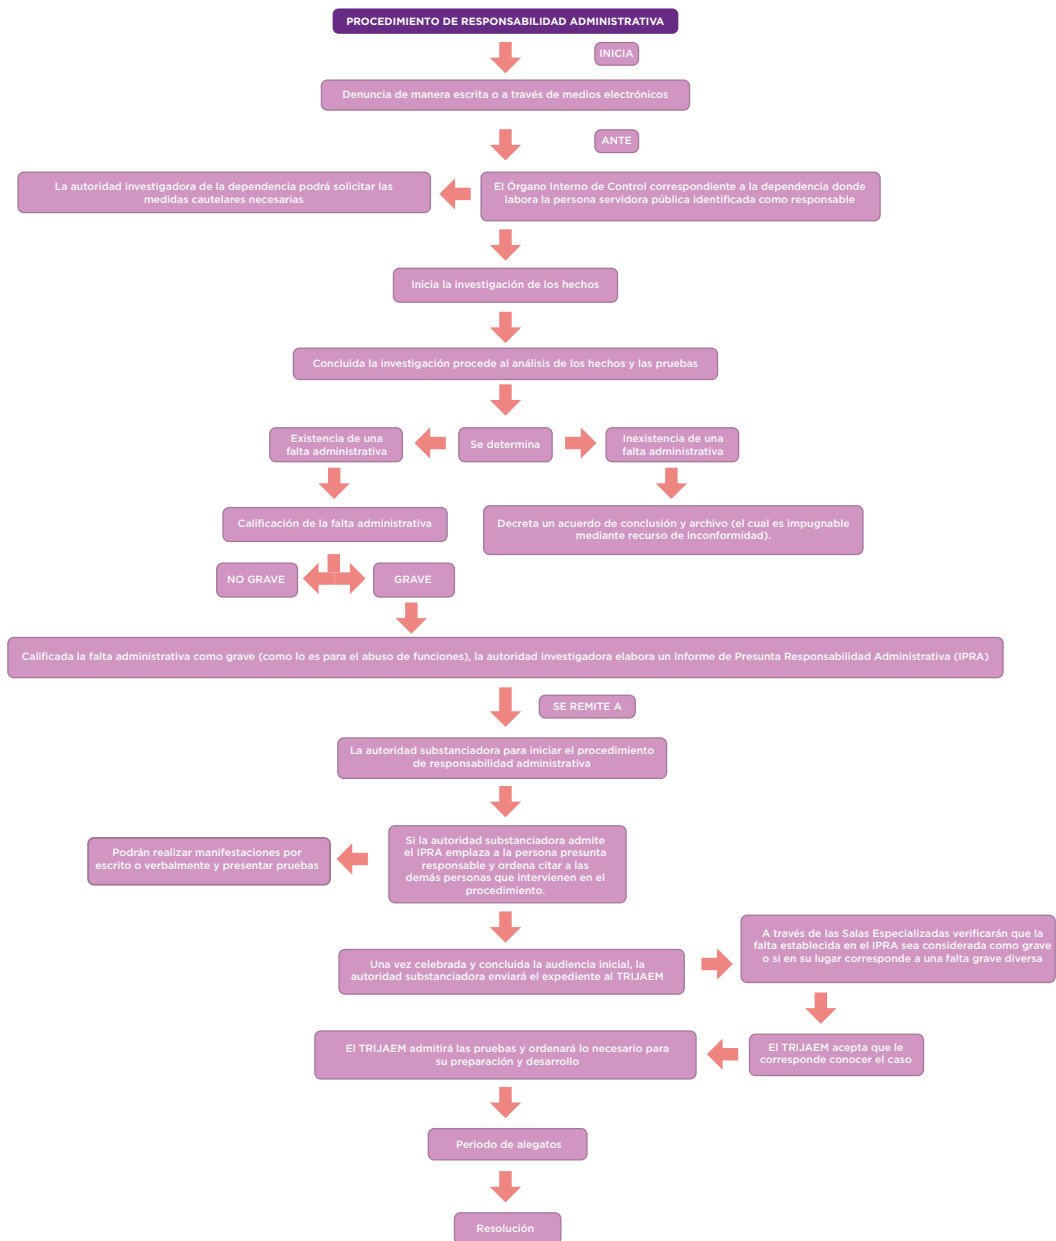 PROCEDIMIENTO DE RESPONSABILIDAD ADMINISTRATIVA
INICIA
Denuncia de manera escrita o a través de medios electrónicos
ANTE
La autoridad investigadora de la dependencia podrá solicitar las
medidas cautelares necesarias
El Órgano Interno de Control correspondiente a la dependencia donde
labora la persona servidora pública identificada como responsable
Inicia la investigación de los hechos
Concluida la investigación procede al análisis de los hechos y las pruebas
Existencia de una
falta administrativa
Se determina
Inexistencia de una
falta administrativa
Calificación de la falta administrativa
Decreta un acuerdo de conclusión y archivo (el cual es impugnable
mediante recurso de inconformidad).
NO GRAVE
GRAVE
Calificada la falta administrativa como grave (como lo es para el abuso de funciones), la autoridad investigadora elabora un Informe de Presunta Responsabilidad Administrativa (IPRA)
SE REMITE A
La autoridad substanciadora para iniciar el procedimiento
de responsabilidad administrativa
Podrán realizar manifestaciones por
escrito o verbalmente y presentar pruebas
Si la autoridad substanciadora admite
el IPRA emplaza a la persona presunta
responsable y ordena citar a las
demás personas que intervienen en el
procedimiento.
Una vez celebrada y concluida la audiencia inicial, la
autoridad substanciadora enviará el expediente al TRIJAEM
A través de las Salas Especializadas verificarán que la
falta establecida en el IPRA sea considerada como grave
o si en su lugar corresponde a una falta grave diversa
El TRIJAEM acepta que le
corresponde conocer el caso
El TRIJAEM admitirá las pruebas y ordenará lo necesario para
su preparación y desarrollo
Periodo de alegatos
Resolución